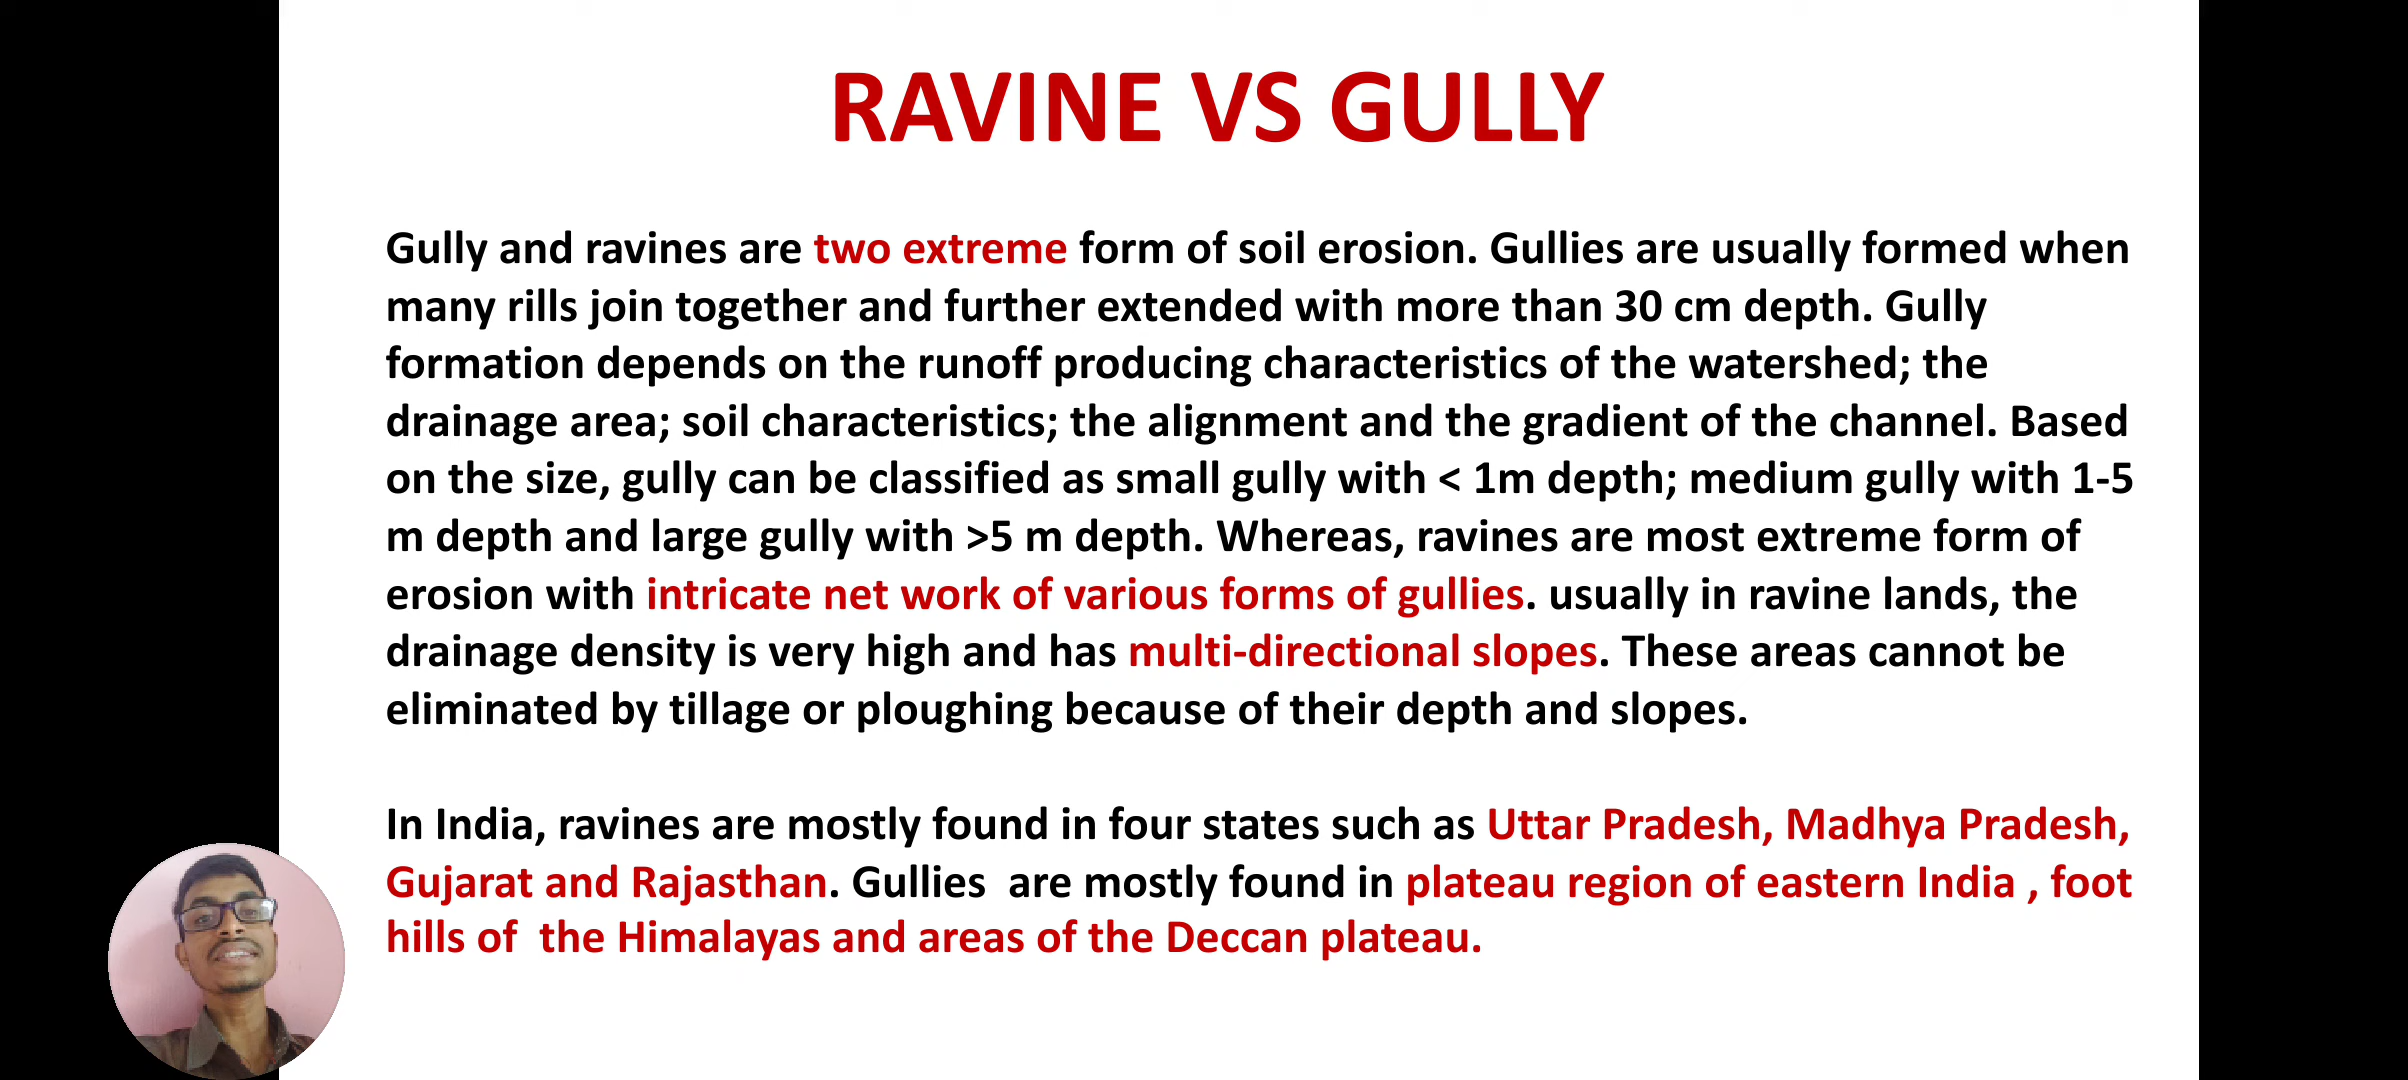 RAVINE VS GULLY
Gully and ravines are two extreme form of soil erosion. Gullies are usually formed when
many rills join together and further extended with more than 30 cm depth. Gully
formation depends on the runoff producing characteristics of the watershed; the
drainage area; soil characteristics; the alignment and the gradient of the channel. Based
on the size, gully can be classified as small gully with < 1m depth; medium gully with 1-5
m depth and large gully with >5 m depth. Whereas, ravines are most extreme form of
erosion with intricate net work of various forms of gullies. usually in ravine lands, the
drainage density is very high and has multi-directional slopes. These areas cannot be
eliminated by tillage or ploughing because of their depth and slopes.
In India, ravines are mostly found in four states such as Uttar Pradesh, Madhya Pradesh,
Gujarat and Rajasthan. Gullies  are mostly found in plateau region of eastern India , foot
hills of  the Himalayas and areas of the Deccan plateau.